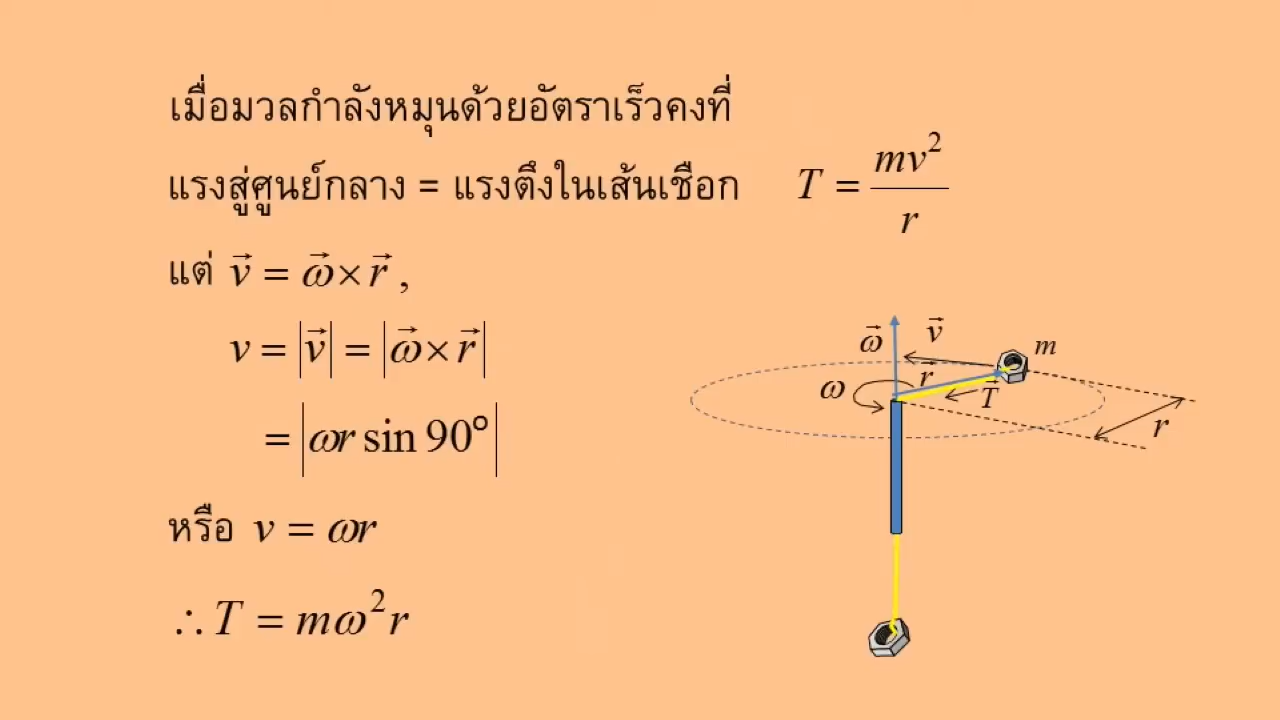 เมื่อมวลกำลังหมุนด้วยอัตราเร็วคงที่
แรงสู่ศูนย์กลาง = แรงตึงในเส้นเชือก T = mv²/r
แต่ v⃗ = ω⃗ × r⃗ ,
v = |v⃗| = |ω⃗ × r⃗|
= |ωr sin 90°|
หรือ v = ωr
∴ T = mω²r
ω⃗ v⃗ m
ω r⃗ T⃗ r